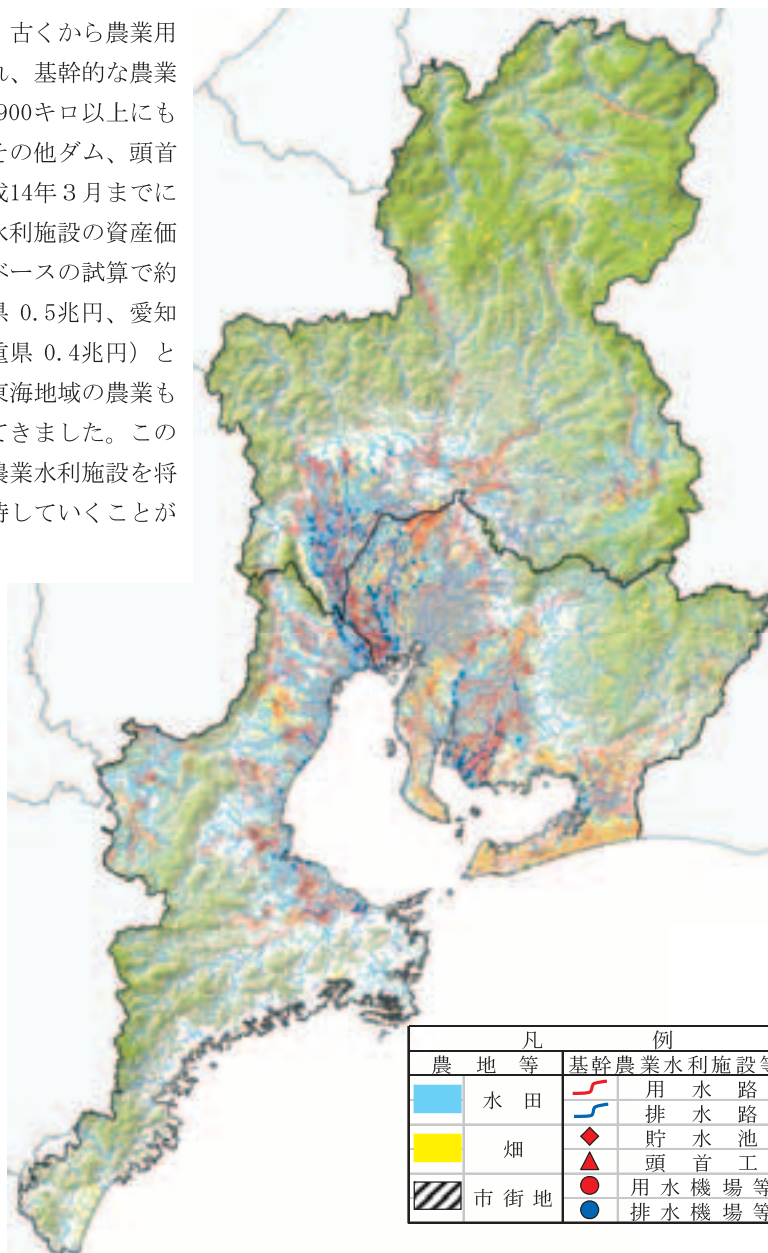 古くから農業用
れ、基幹的な農業
900キロ以上にも
その他ダム、頭首
成14年３月までに
水利施設の資産価
ベースの試算で約
県 0.5兆円、愛知
重県 0.4兆円）と
東海地域の農業も
てきました。この
農業水利施設を将
持していくことが
凡 例
農 地 等 基幹農業水利施設等
水 田 用 水 路
排 水 路
畑 貯 水 池
頭 首 工
市街地 用水機場等
排水機場等